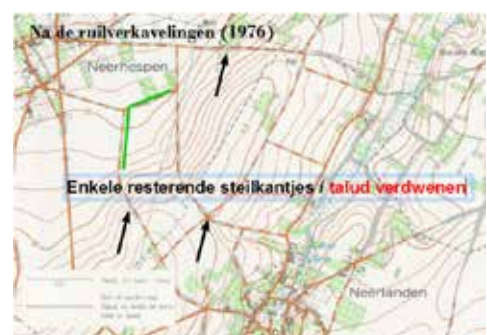 Na de ruilverkavelingen (1976)
Neerhespen
Enkele resterende steilkantjes / talud verdwenen
Neerlanden